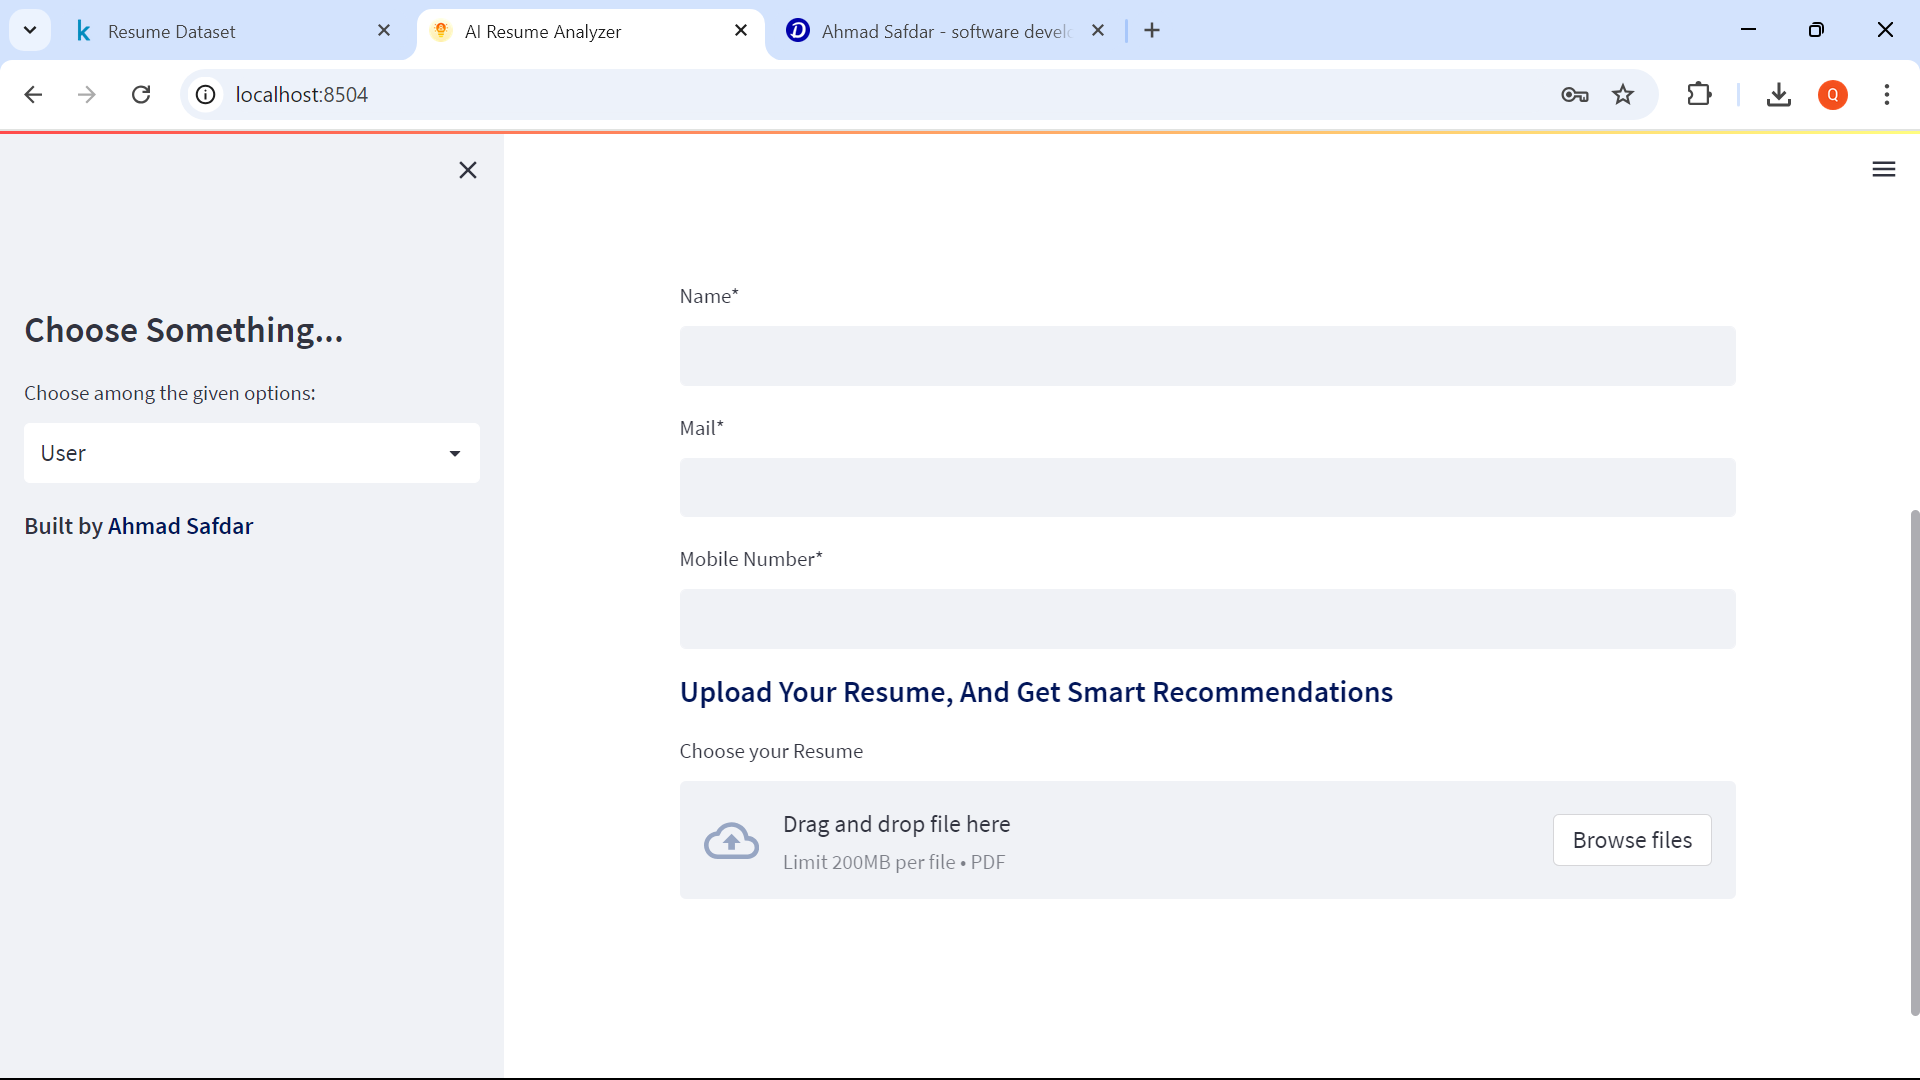 Resume Dataset
AI Resume Analyzer
Ahmad Safdar - software
localhost:8504
Q
Choose Something...
Choose among the given options:
User
Built by Ahmad Safdar
Name*
Mail*
Mobile Number*
Upload Your Resume, And Get Smart Recommendations
Choose your Resume
Drag and drop file here
Limit 200MB per file • PDF
Browse files